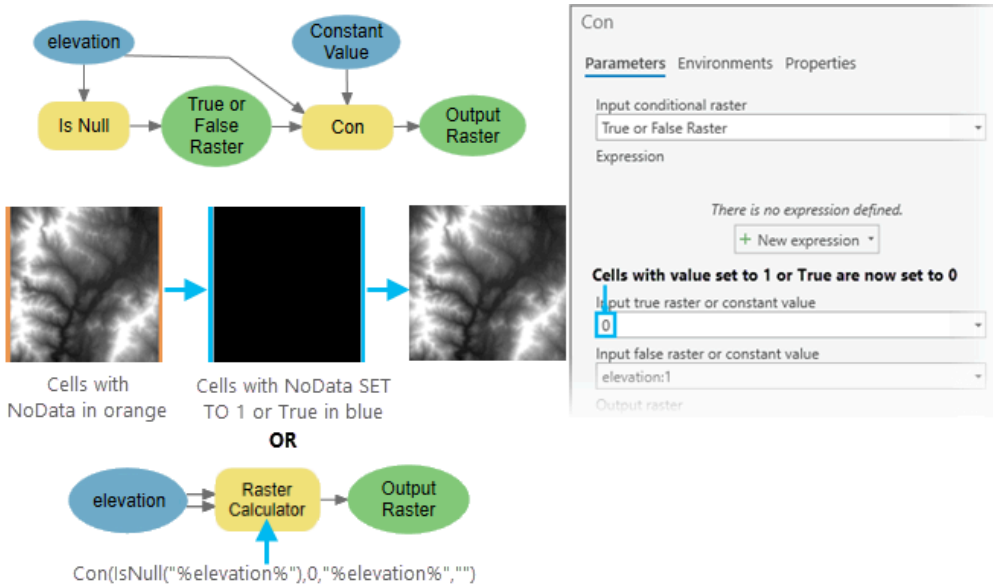 elevation
Constant
Value
Is Null
True or
False
Raster
Con
Output
Raster
Cells with
NoData in orange
Cells with NoData SET
TO 1 or True in blue
OR
elevation
Raster
Calculator
Output
Raster
Con(IsNull("%elevation%"),0,"%elevation%","")
Con
Parameters Environments Properties
Input conditional raster
True or False Raster
Expression
There is no expression defined.
+ New expression
Cells with value set to 1 or True are now set to 0
Input true raster or constant value
0
Input false raster or constant value
elevation:1
Output raster